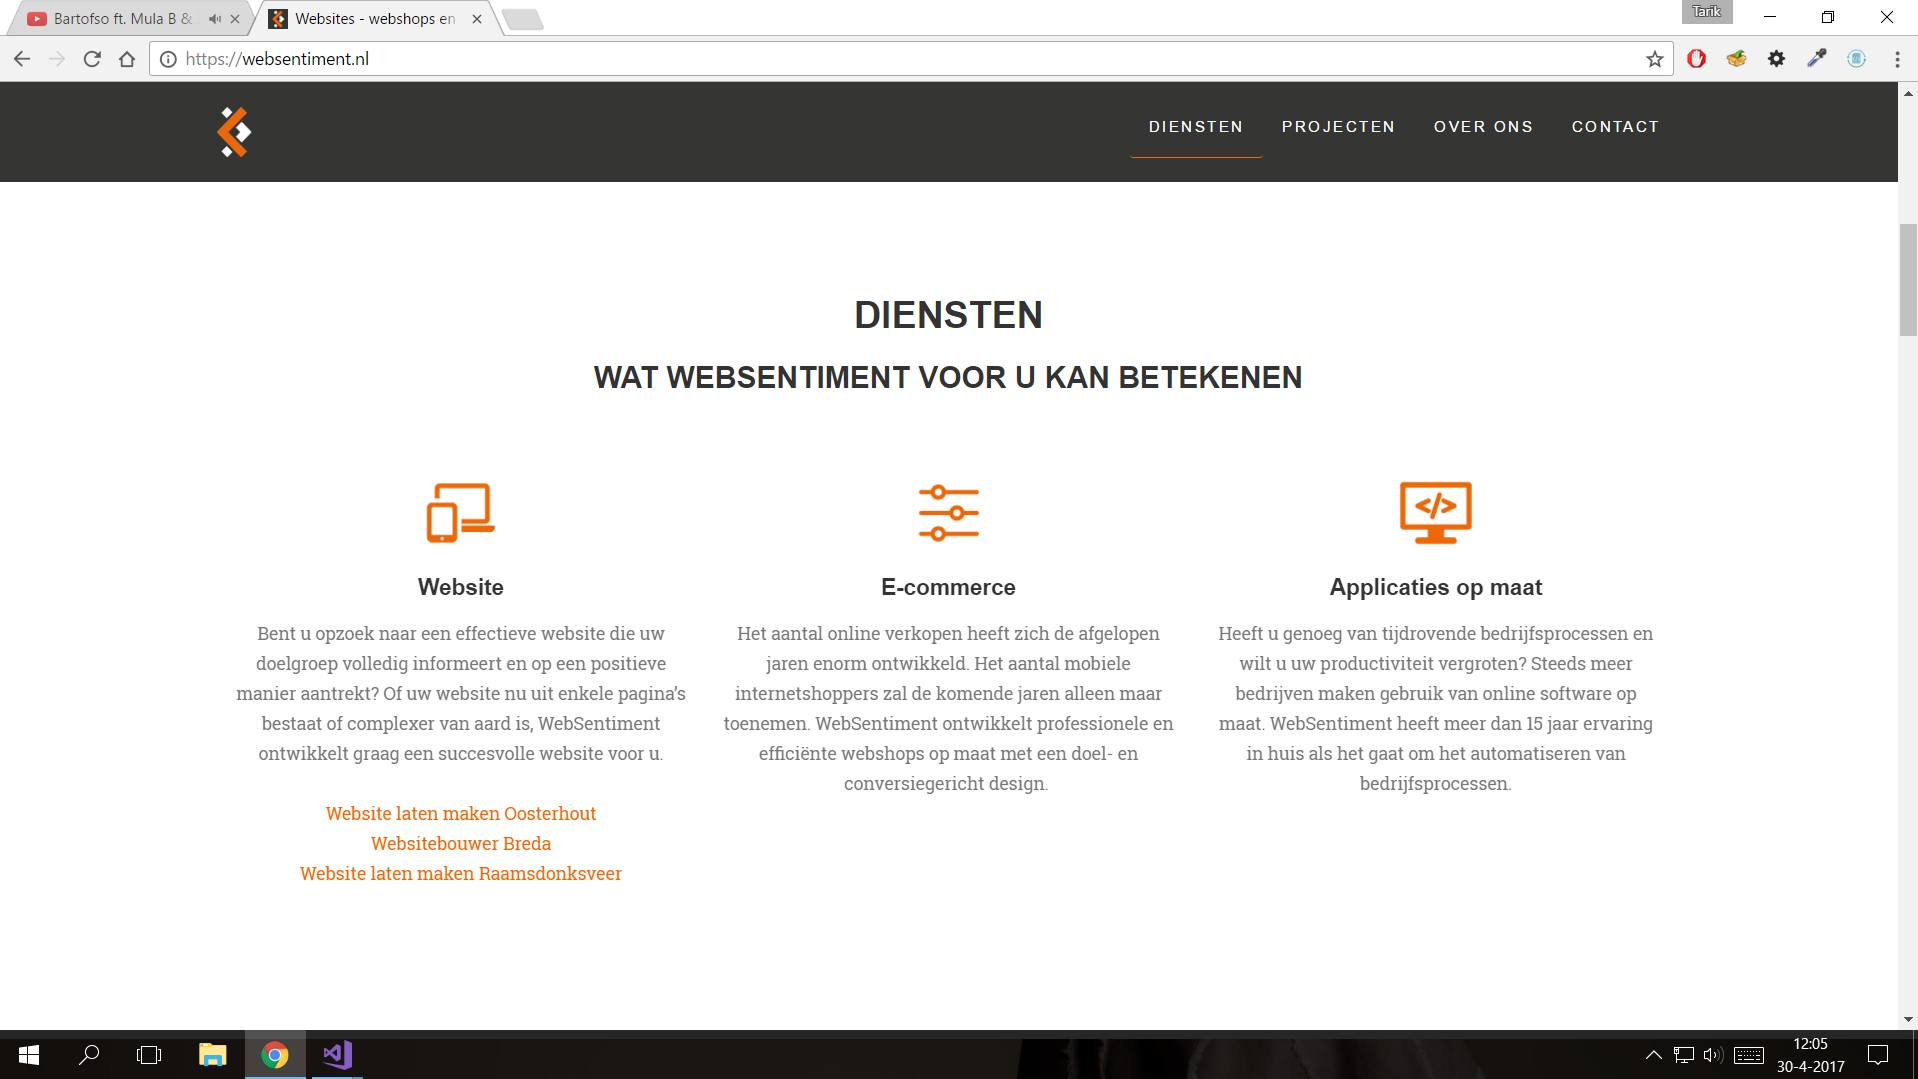 Bartofso ft. Mula B &
Websites - webshops en
Tarik
https://websentiment.nl
DIENSTEN
PROJECTEN
OVER ONS
CONTACT
DIENSTEN
WAT WEBSENTIMENT VOOR U KAN BETEKENEN
Website
Bent u opzoek naar een effectieve website die uw
doelgroep volledig informeert en op een positieve
manier aantrekt? Of uw website nu uit enkele pagina's
bestaat of complexer van aard is, WebSentiment
ontwikkelt graag een succesvolle website voor u.
Website laten maken Oosterhout
Websitebouwer Breda
Website laten maken Raamsdonksveer
E-commerce
Het aantal online verkopen heeft zich de afgelopen
jaren enorm ontwikkeld. Het aantal mobiele
internetshoppers zal de komende jaren alleen maar
toenemen. WebSentiment ontwikkelt professionele en
efficiënte webshops op maat met een doel- en
conversiegericht design.
Applicaties op maat
Heeft u genoeg van tijdrovende bedrijfsprocessen en
wilt u uw productiviteit vergroten? Steeds meer
bedrijven maken gebruik van online software op
maat. WebSentiment heeft meer dan 15 jaar ervaring
in huis als het gaat om het automatiseren van
bedrijfsprocessen.
12:05
30-4-2017